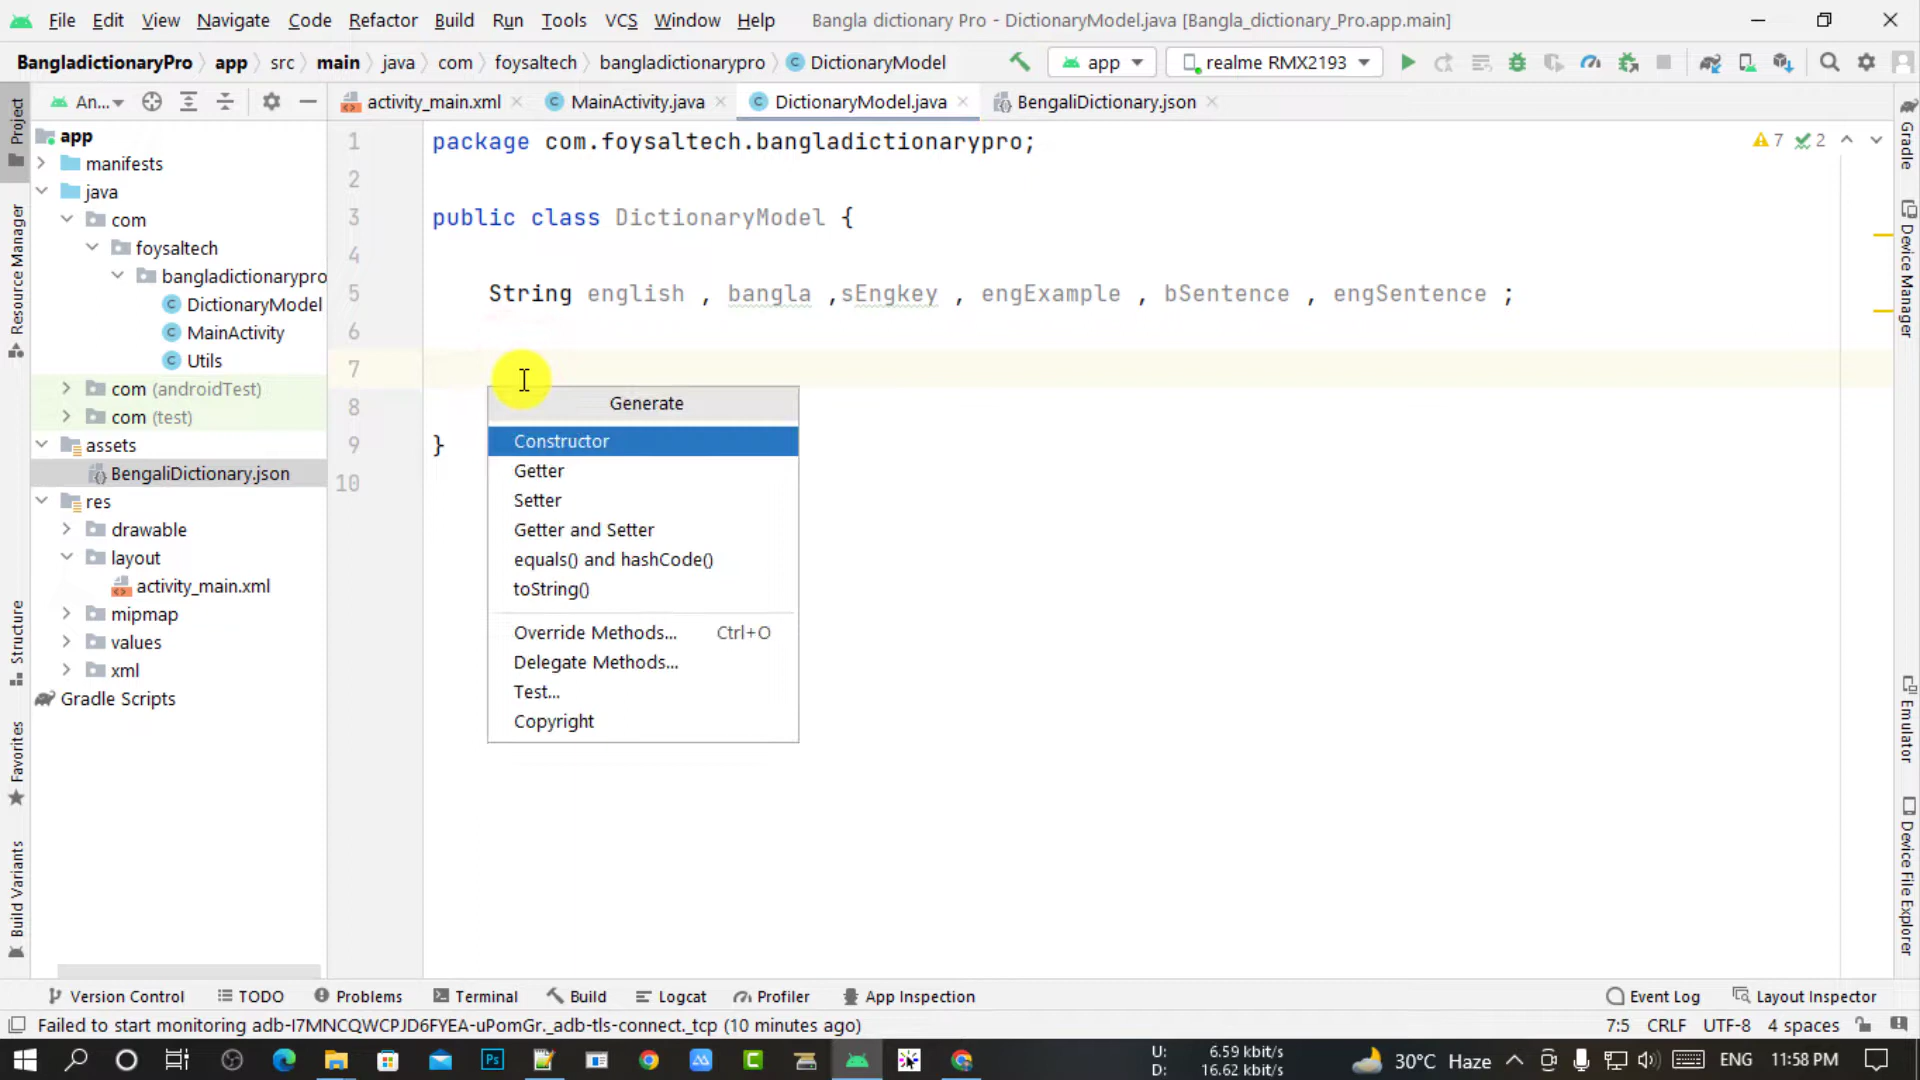 File Edit View Navigate Code Refactor Build Run Tools VCS Window Help Bangla dictionary Pro - DictionaryModel.java [Bangla_dictionary_Pro.app.main]
BangladictionaryPro app src main java com foysaltech bangladictionarypro DictionaryModel app realme RMX2193
An... activity_main.xml MainActivity.java DictionaryModel.java BengaliDictionary.json
Project
Resource Manager
Structure
Favorites
Build Variants
app
manifests
java
com
foysaltech
bangladictionarypro
DictionaryModel
MainActivity
Utils
com (androidTest)
com (test)
assets
BengaliDictionary.json
res
drawable
layout
activity_main.xml
mipmap
values
xml
Gradle Scripts
1 package com.foysaltech.bangladictionarypro;
2
3 public class DictionaryModel {
4
5 String english , bangla ,sEngkey , engExample , bSentence , engSentence ;
6
7
8
9 }
10
7 2
Generate
Constructor
Getter
Setter
Getter and Setter
equals() and hashCode()
toString()
Override Methods... Ctrl+O
Delegate Methods...
Test...
Copyright
Gradle
Device Manager
Emulator
Device File Explorer
Version Control TODO Problems Terminal Build Logcat Profiler App Inspection Event Log Layout Inspector
Failed to start monitoring adb-I7MNCQWCPJD6FYEA-uPomGr._adb-tls-connect._tcp (10 minutes ago) 7:5 CRLF UTF-8 4 spaces
U: 6.59 kbit/s
D: 16.62 kbit/s
30°C Haze ENG 11:58 PM